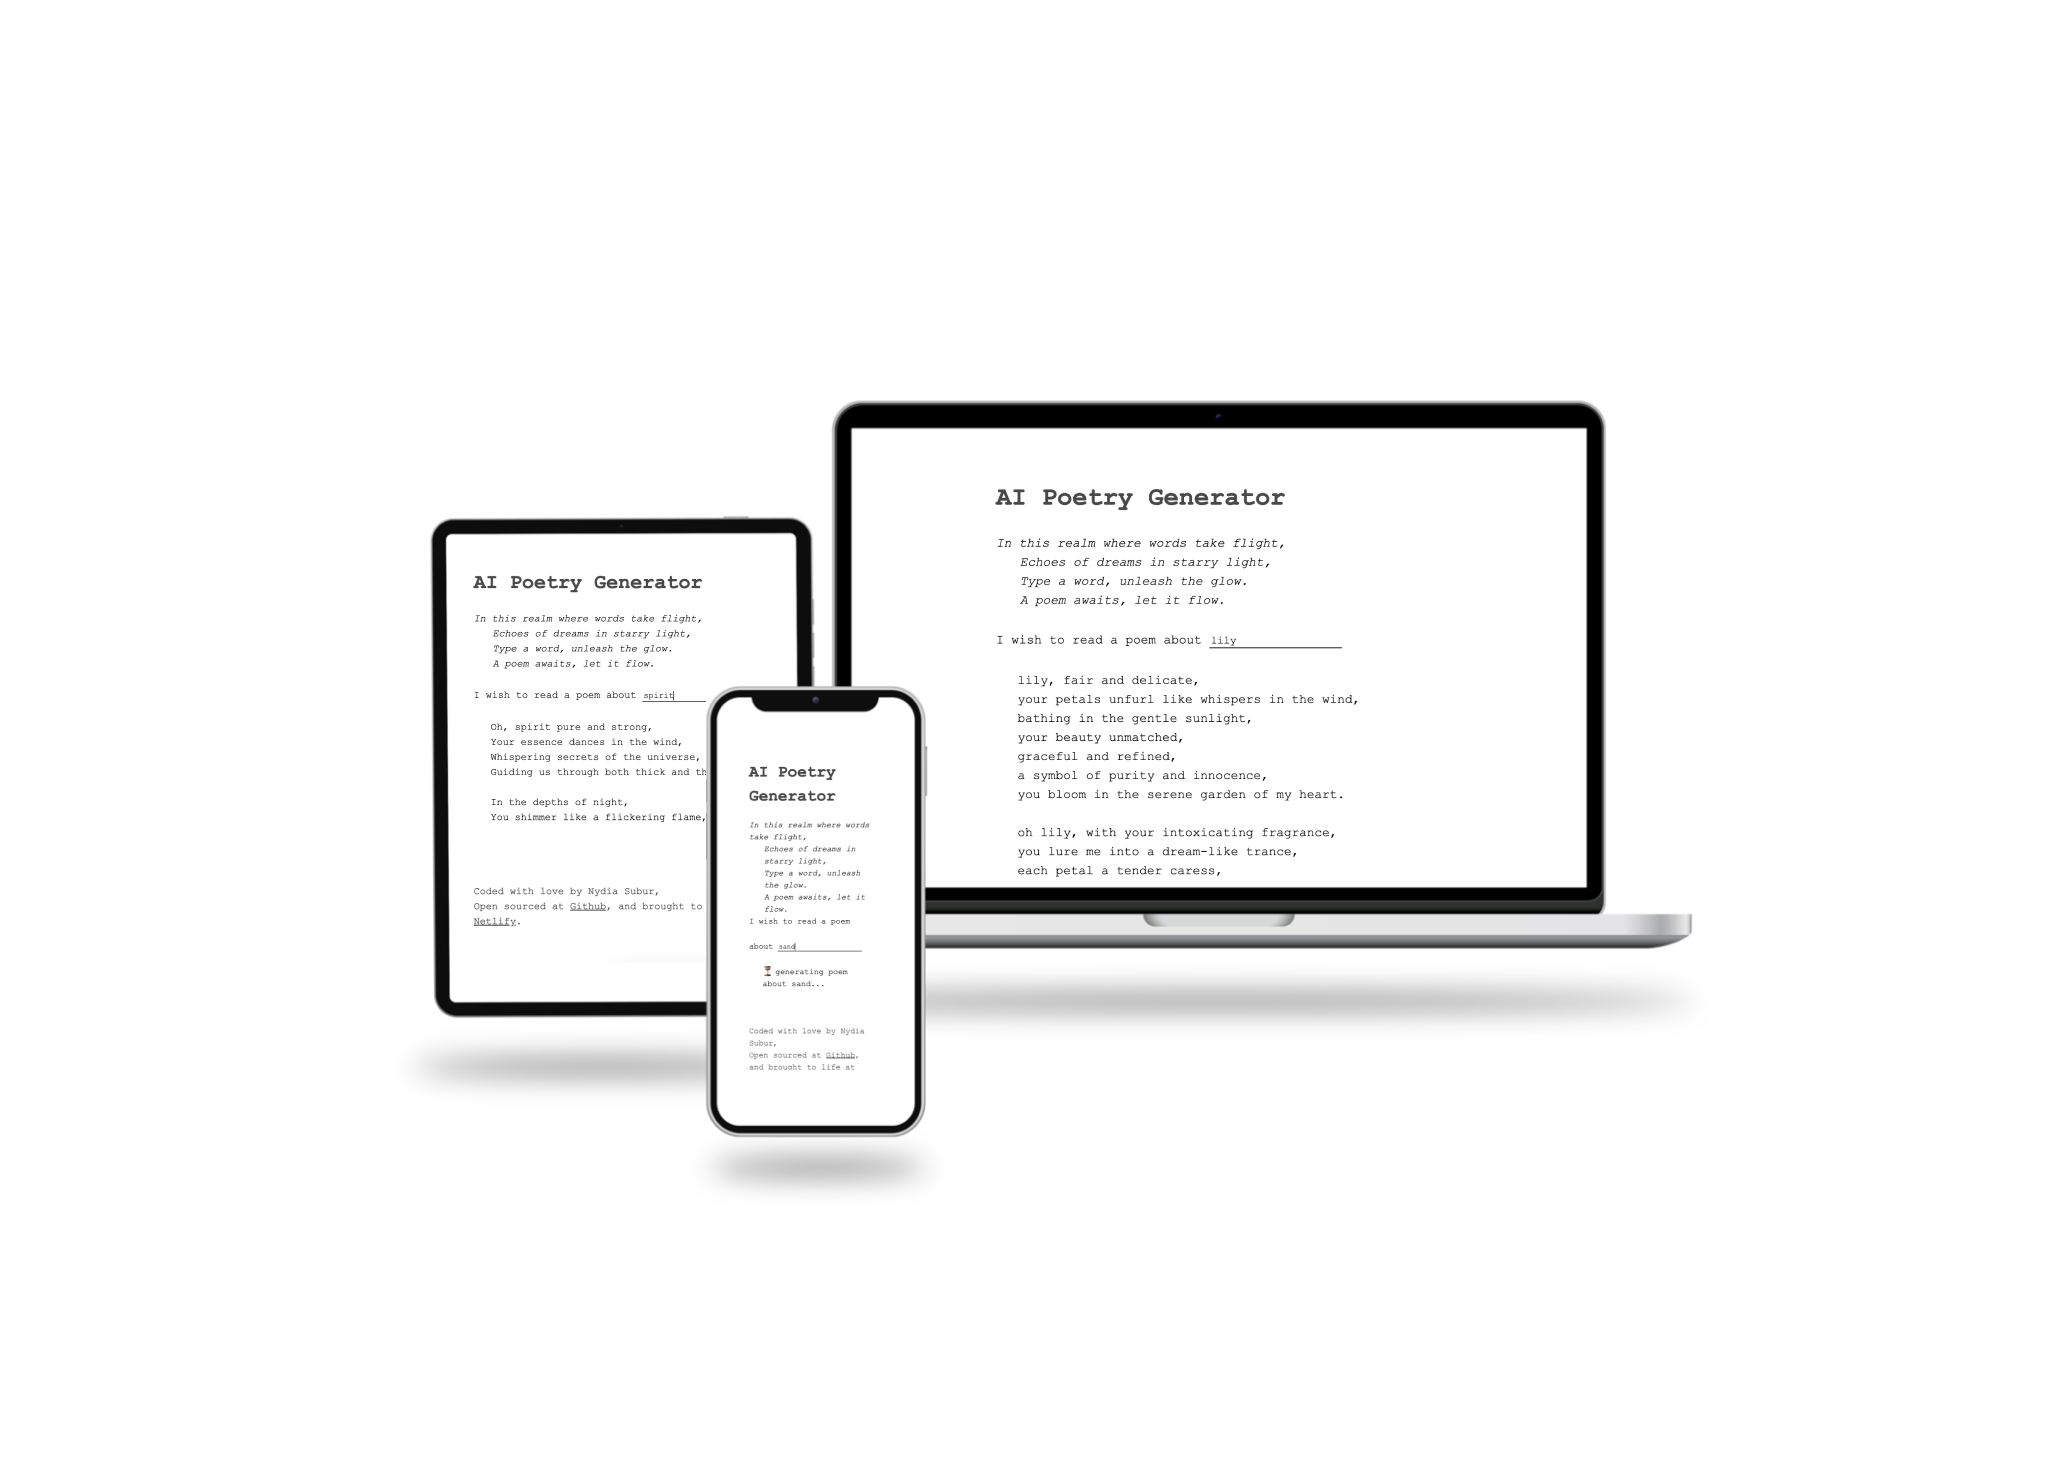 AI Poetry Generator
In this realm where words take flight,
Echoes of dreams in starry light,
Type a word, unleash the glow.
A poem awaits, let it flow.
I wish to read a poem about spirit
Oh, spirit pure and strong,
Your essence dances in the wind,
Whispering secrets of the universe,
Guiding us through both thick and th
In the depths of night,
You shimmer like a flickering flame,
Coded with love by Nydia Subur,
Open sourced at Github, and brought to
Netlify.
AI Poetry
Generator
In this realm where words
take flight,
Echoes of dreams in
starry light,
Type a word, unleash
the glow.
A poem awaits, let it
flow.
I wish to read a poem
about sand
⏳ generating poem
about sand...
Coded with love by Nydia
Subur,
Open sourced at Github,
and brought to life at
AI Poetry Generator
In this realm where words take flight,
Echoes of dreams in starry light,
Type a word, unleash the glow.
A poem awaits, let it flow.
I wish to read a poem about lily
lily, fair and delicate,
your petals unfurl like whispers in the wind,
bathing in the gentle sunlight,
your beauty unmatched,
graceful and refined,
a symbol of purity and innocence,
you bloom in the serene garden of my heart.
oh lily, with your intoxicating fragrance,
you lure me into a dream-like trance,
each petal a tender caress,